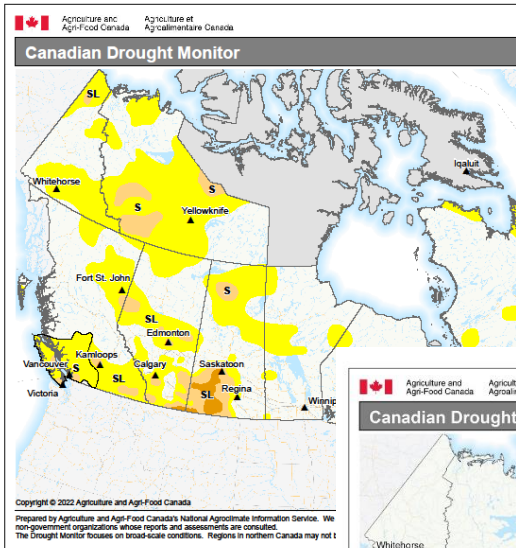 Agriculture and
Agri-Food Canada
Agriculture et
Agroalimentaire Canada
Canadian Drought Monitor
SL
Iqaluit
Whitehorse
S
S
Yellowknife
Fort St. John
S
SL
Edmonton
Vancouver
Kamloops
S
SL
Calgary
Saskatoon
SL
Regina
Victoria
Winnip
Agriculture and
Agri-Food Canada
Agricultu
Agroalin
Canadian Drought
Whitehorse
Copyright © 2022 Agriculture and Agri-Food Canada
Prepared by Agriculture and Agri-Food Canada's National Agroclimate Information Service. We
non-government organizations whose reports and assessments are consulted.
The Drought Monitor focuses on broad-scale conditions. Regions in northern Canada may not b